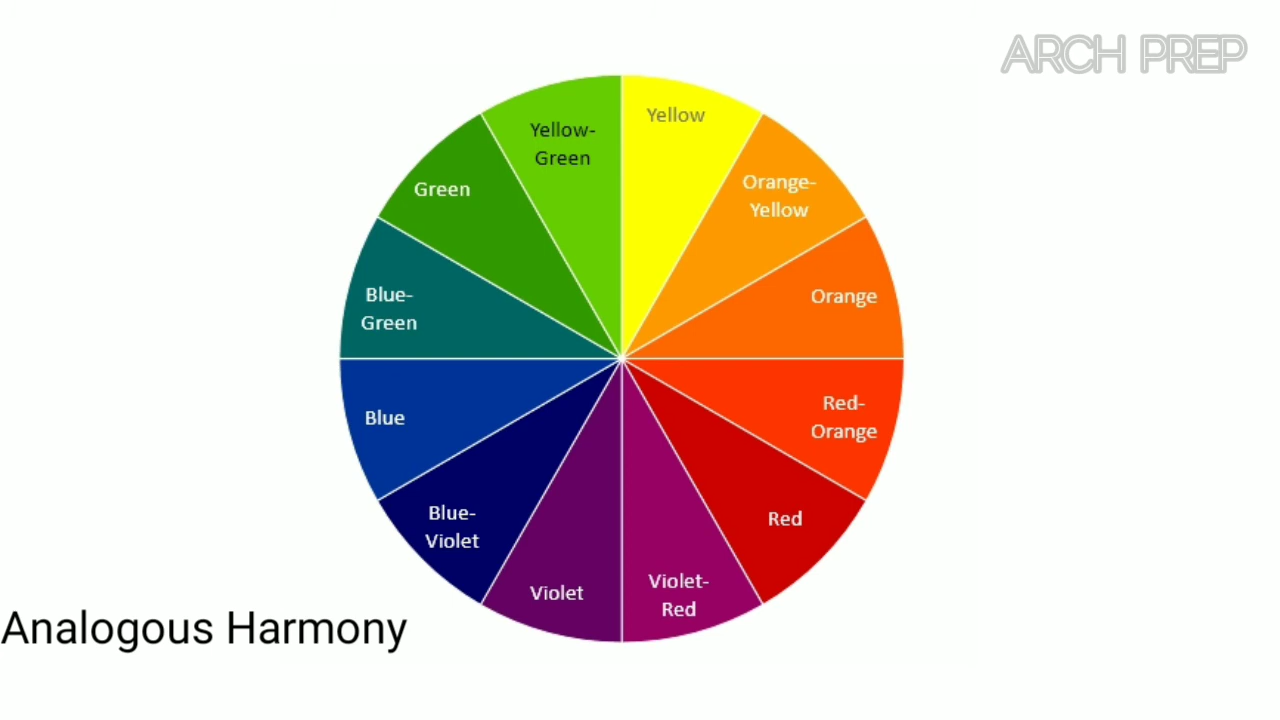 ARCH PREP
Yellow
Yellow-
Green
Orange-
Yellow
Green
Orange
Blue-
Green
Red-
Orange
Blue
Blue-
Violet
Red
Violet
Violet-
Red
Analogous Harmony